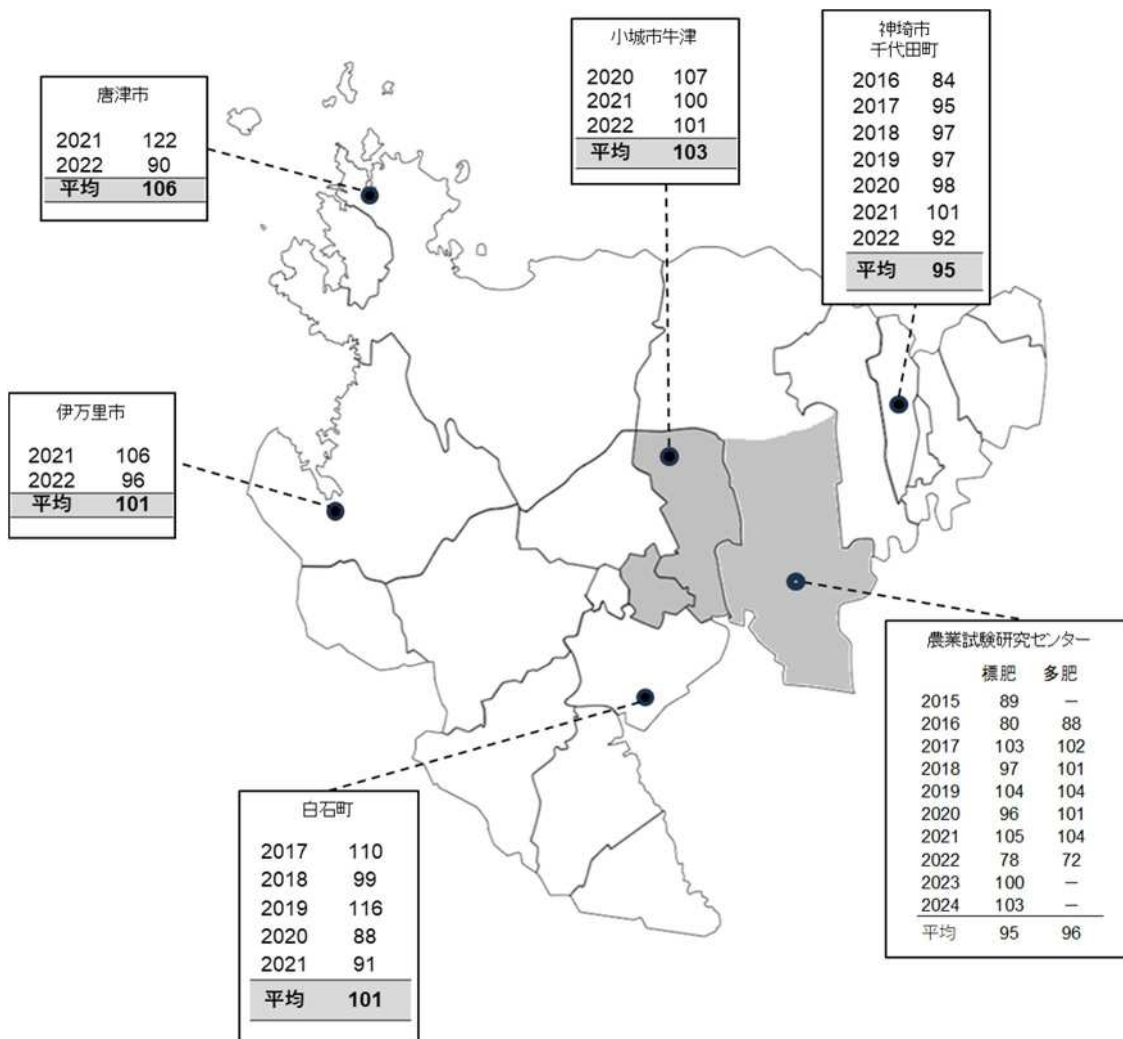 小城市牛津
2020 107
2021 100
2022 101
平均 103
神埼市
千代田町
2016 84
2017 95
2018 97
2019 97
2020 98
2021 101
2022 92
平均 95
唐津市
2021 122
2022 90
平均 106
伊万里市
2021 106
2022 96
平均 101
農業試験研究センター
標肥 多肥
2015 89 −
2016 80 88
2017 103 102
2018 97 101
2019 104 104
2020 96 101
2021 105 104
2022 78 72
2023 100 −
2024 103 −
平均 95 96
白石町
2017 110
2018 99
2019 116
2020 88
2021 91
平均 101